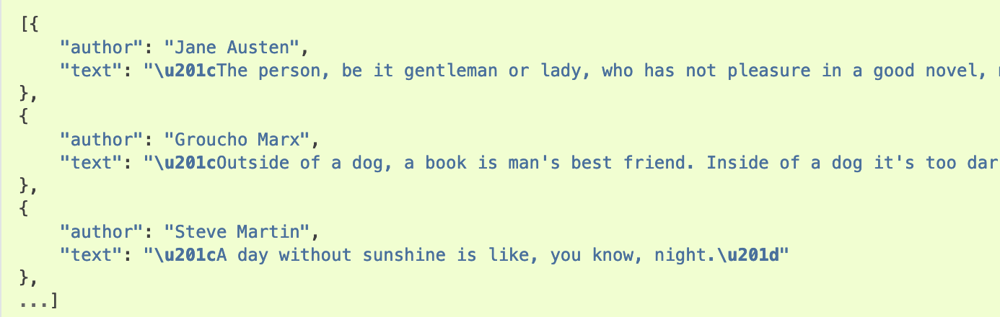 [{
    "author": "Jane Austen",
    "text": "\u201cThe person, be it gentleman or lady, who has not pleasure in a good novel,
},
{
    "author": "Groucho Marx",
    "text": "\u201cOutside of a dog, a book is man's best friend. Inside of a dog it's too dar
},
{
    "author": "Steve Martin",
    "text": "\u201cA day without sunshine is like, you know, night.\u201d"
},
...]